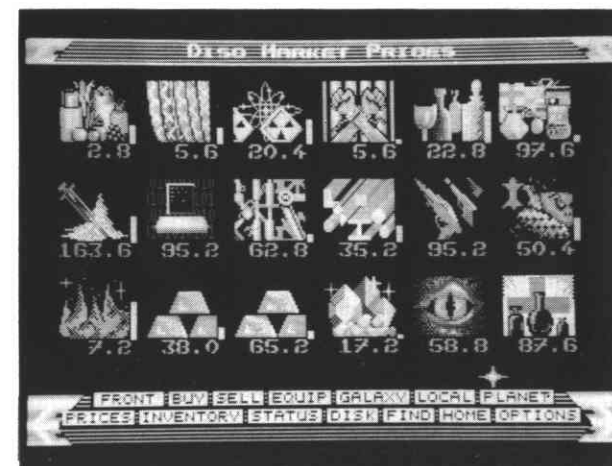 DISO MARKET PRICES
2.8 5.6 20.4 5.6 22.8 97.6
163.6 95.2 62.8 35.2 95.2 50.4
7.2 38.0 65.2 17.2 58.8 87.6
FRONT BUY SELL EQUIP GALAXY LOCAL PLANET
PRICES INVENTORY STATUS DISK FIND HOME OPTIONS